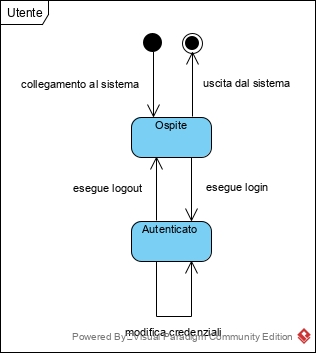 Utente
collegamento al sistema
uscita dal sistema
Ospite
esegue logout
esegue login
Autenticato
modifica credenziali
Powered By Visual Paradigm Community Edition